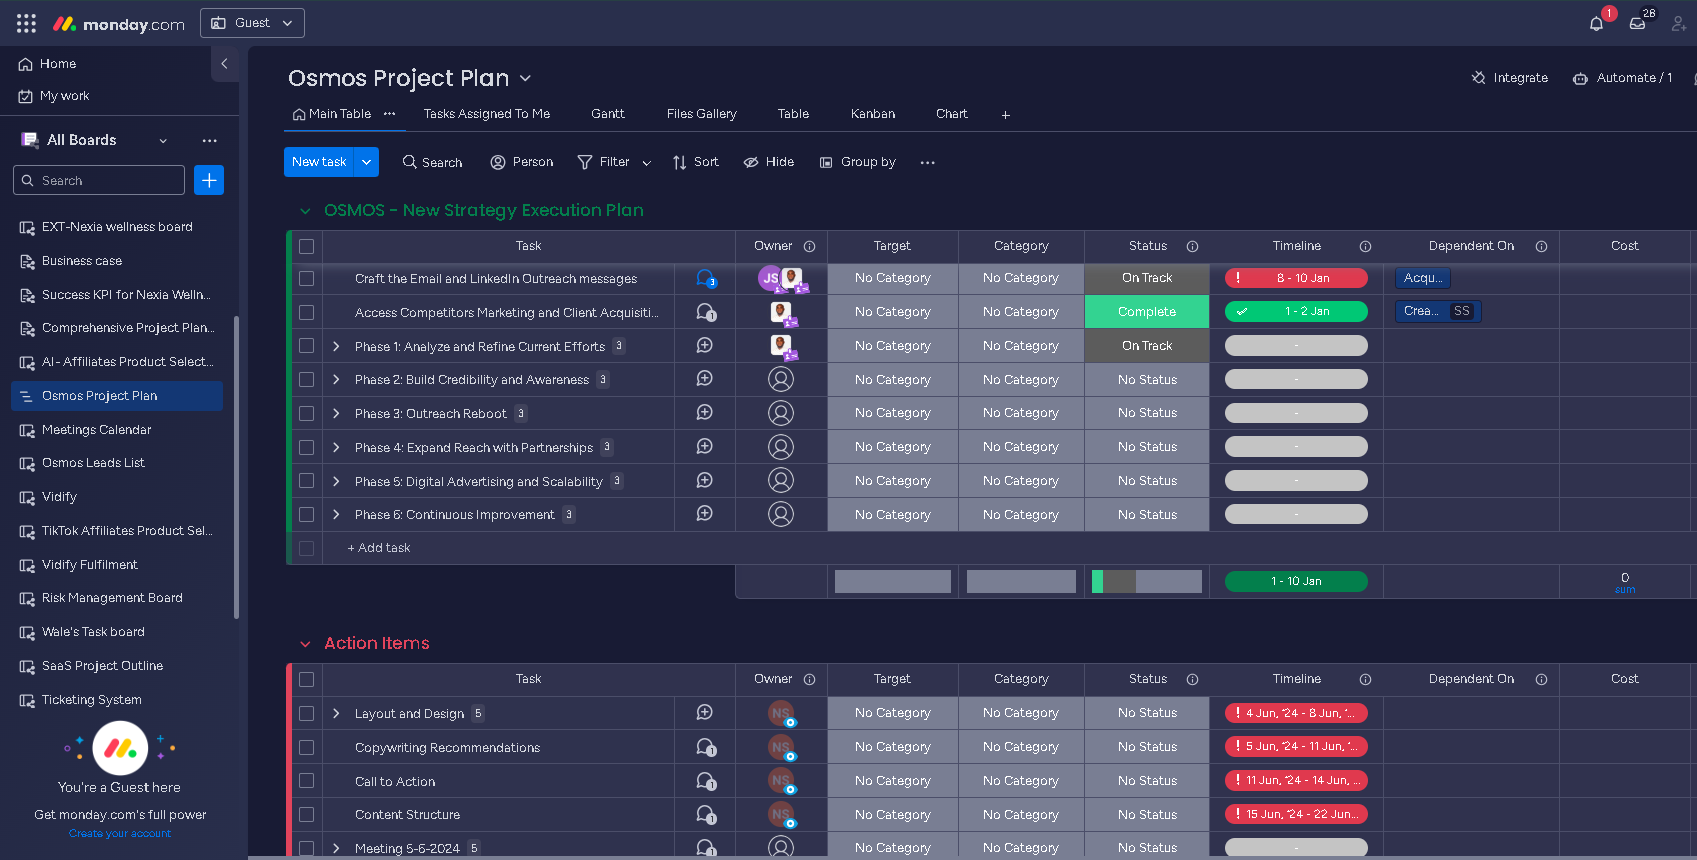 monday.com
Guest
1
26
Home
My work
All Boards
Search
EXT-Nexia wellness board
Business case
Success KPI for Nexia Welln...
Comprehensive Project Plan...
AI- Affiliates Product Select...
Osmos Project Plan
Meetings Calendar
Osmos Leads List
Vidify
TikTok Affiliates Product Sel...
Vidify Fulfilment
Risk Management Board
Wale's Task board
SaaS Project Outline
Ticketing System
You're a Guest here
Get monday.com's full power
Create your account
Osmos Project Plan
Integrate Automate / 1
Main Table Tasks Assigned To Me Gantt Files Gallery Table Kanban Chart +
New task Search Person Filter Sort Hide Group by
OSMOS - New Strategy Execution Plan
Task Owner Target Category Status Timeline Dependent On Cost
Craft the Email and LinkedIn Outreach messages 3 JS No Category No Category On Track ! 8 - 10 Jan Acqu...
Access Competitors Marketing and Client Acquisiti... 1 No Category No Category Complete 1 - 2 Jan Crea... SS
Phase 1: Analyze and Refine Current Efforts 3 No Category No Category On Track -
Phase 2: Build Credibility and Awareness 3 No Category No Category No Status -
Phase 3: Outreach Reboot 3 No Category No Category No Status -
Phase 4: Expand Reach with Partnerships 3 No Category No Category No Status -
Phase 5: Digital Advertising and Scalability 3 No Category No Category No Status -
Phase 6: Continuous Improvement 3 No Category No Category No Status -
+ Add task
1 - 10 Jan 0
sum
Action Items
Task Owner Target Category Status Timeline Dependent On Cost
Layout and Design 5 NS No Category No Category No Status ! 4 Jun, '24 - 8 Jun, '...
Copywriting Recommendations 1 NS No Category No Category No Status ! 5 Jun, '24 - 11 Jun, '...
Call to Action 1 NS No Category No Category No Status ! 11 Jun, '24 - 14 Jun, ...
Content Structure 1 NS No Category No Category No Status ! 15 Jun, '24 - 22 Jun...
Meeting 5-6-2024 5 1 No Category No Category No Status -